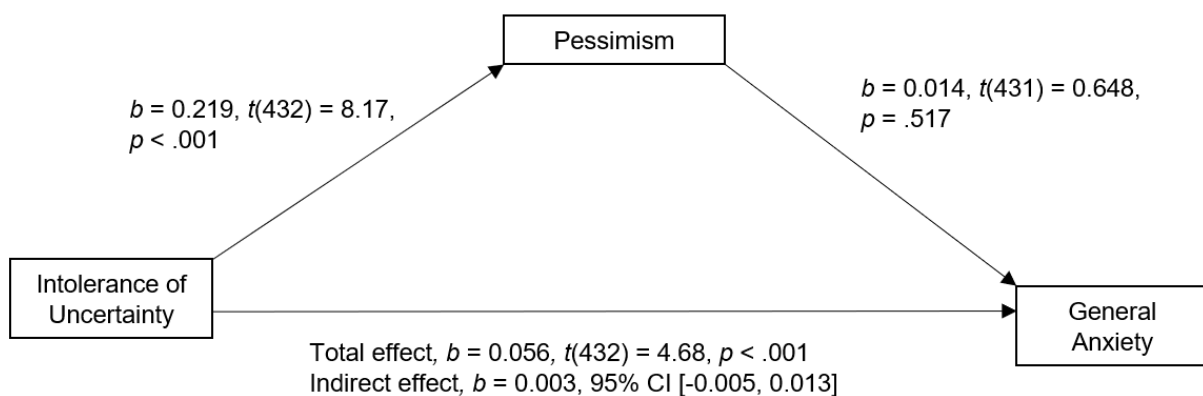 Pessimism
b = 0.219, t(432) = 8.17,
p < .001
b = 0.014, t(431) = 0.648,
p = .517
Intolerance of
Uncertainty
General
Anxiety
Total effect, b = 0.056, t(432) = 4.68, p < .001
Indirect effect, b = 0.003, 95% CI [-0.005, 0.013]